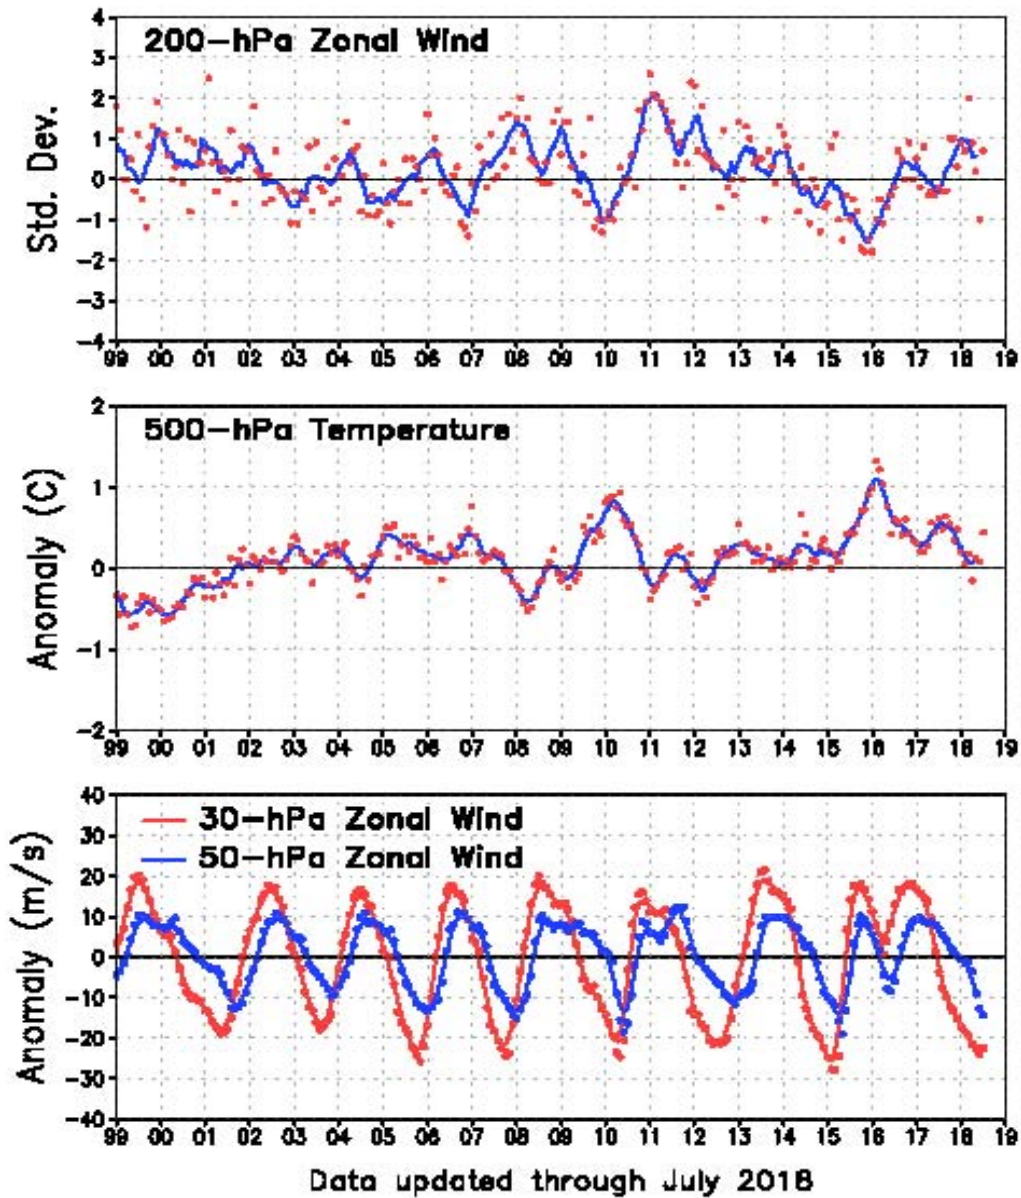 200-hPa Zonal Wind
Std. Dev.
4
3
2
1
0
-1
-2
-3
-4
99 00 01 02 03 04 05 06 07 08 09 10 11 12 13 14 15 16 17 18 19
500-hPa Temperature
Anomaly (C)
2
1
0
-1
-2
99 00 01 02 03 04 05 06 07 08 09 10 11 12 13 14 15 16 17 18 19
30-hPa Zonal Wind
50-hPa Zonal Wind
Anomaly (m/s)
40
30
20
10
0
-10
-20
-30
-40
99 00 01 02 03 04 05 06 07 08 09 10 11 12 13 14 15 16 17 18 19
Data updated through July 2018